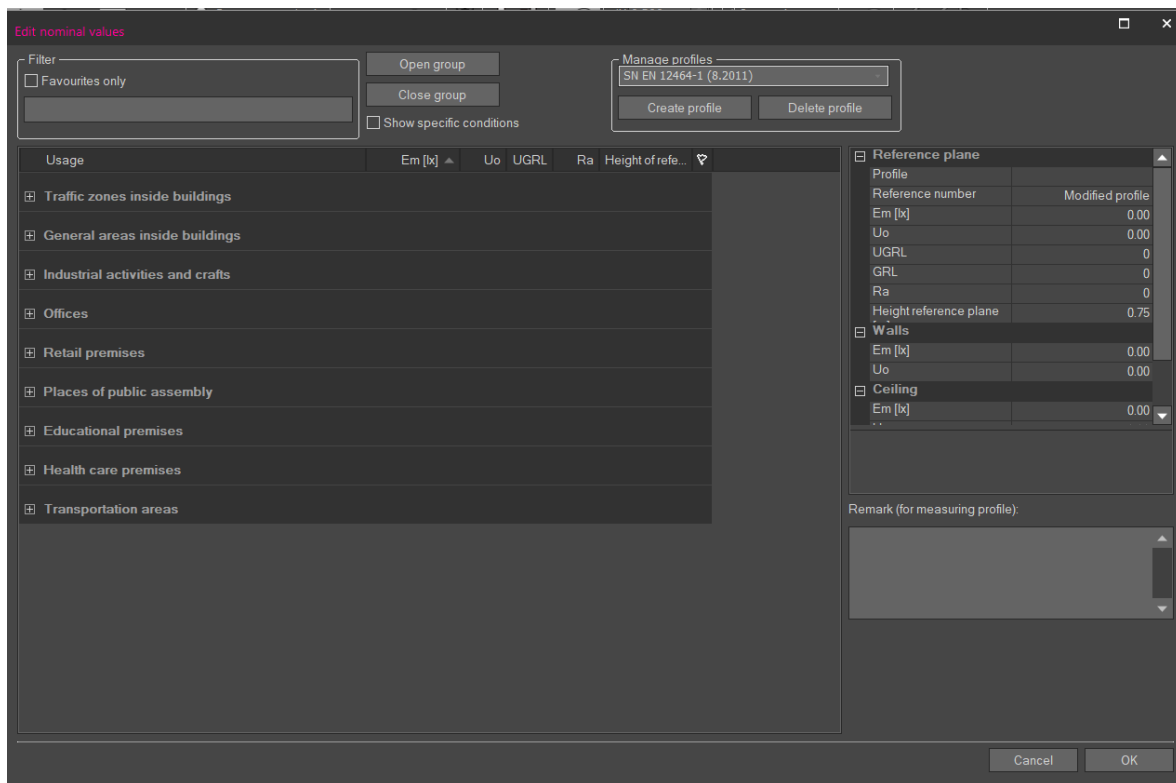 Edit nominal values
Filter
Favourites only
Open group
Close group
Show specific conditions
Manage profiles
SN EN 12464-1 (8.2011)
Create profile Delete profile
Usage Em [lx] Uo UGRL Ra Height of refe...
Traffic zones inside buildings
General areas inside buildings
Industrial activities and crafts
Offices
Retail premises
Places of public assembly
Educational premises
Health care premises
Transportation areas
Reference plane
Profile
Reference number Modified profile
Em [lx] 0.00
Uo 0.00
UGRL 0
GRL 0
Ra 0
Height reference plane 0.75
Walls
Em [lx] 0.00
Uo 0.00
Ceiling
Em [lx] 0.00
Remark (for measuring profile):
Cancel OK